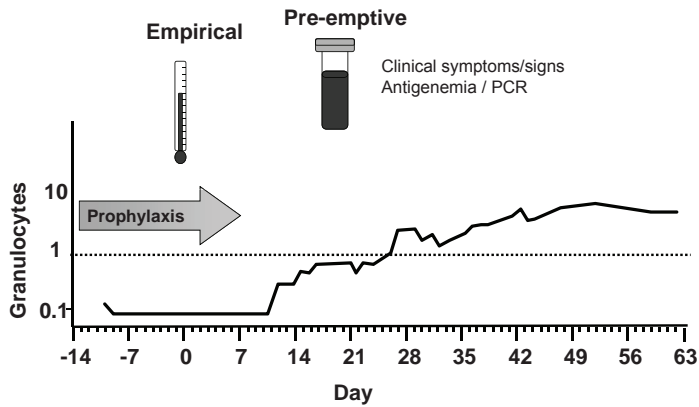 Empirical
Pre-emptive
Clinical symptoms/signs
Antigenemia / PCR
Prophylaxis
Granulocytes
10
1
0.1
-14 -7 0 7 14 21 28 35 42 49 56 63
Day